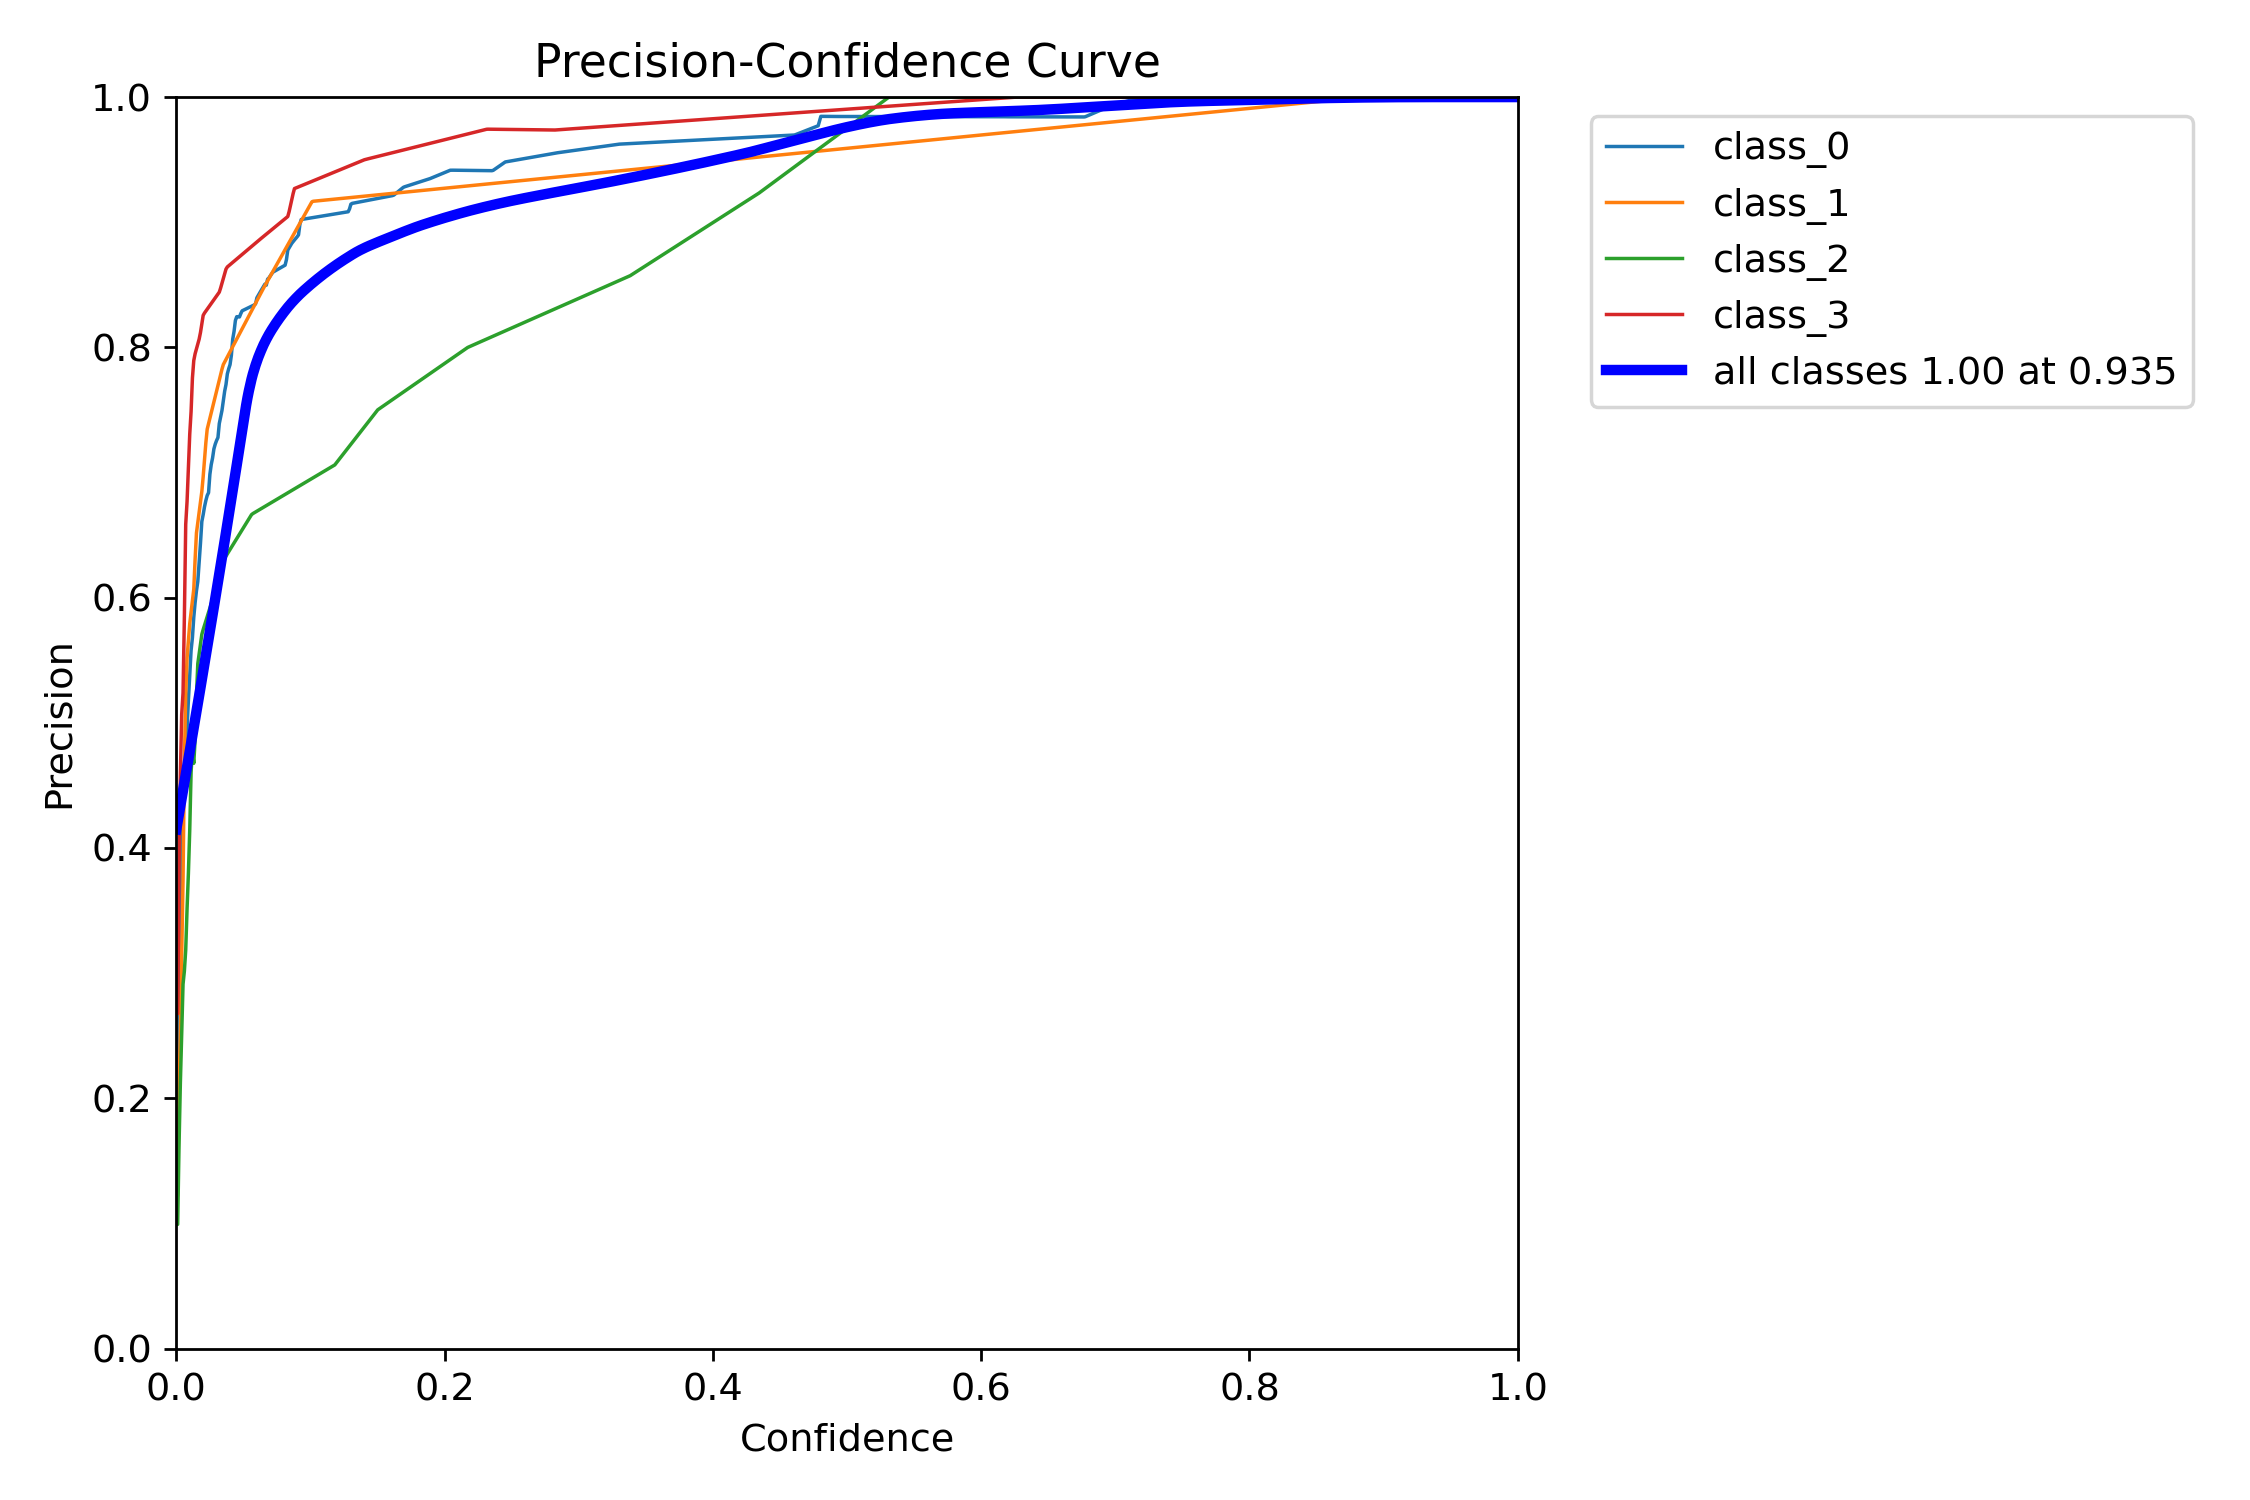 Precision-Confidence Curve
1.0
0.8
0.6
0.4
0.2
0.0
Precision
0.0 0.2 0.4 0.6 0.8 1.0
Confidence
class_0
class_1
class_2
class_3
all classes 1.00 at 0.935